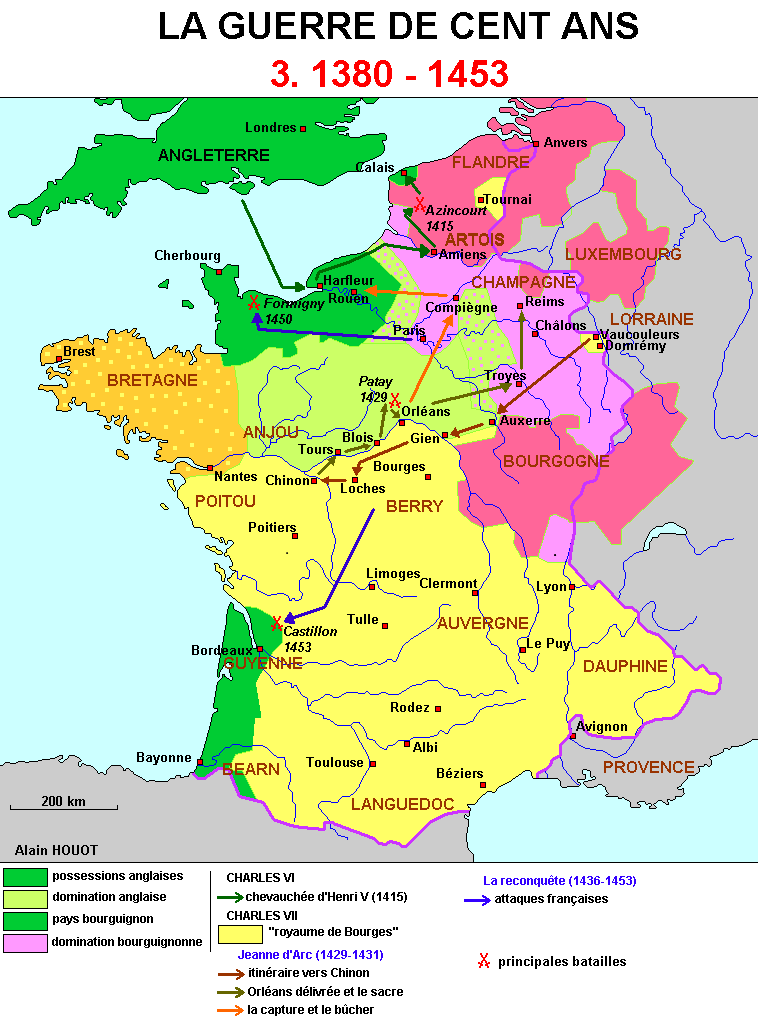 LA GUERRE DE CENT ANS
3. 1380 - 1453
Londres
ANGLETERRE
Anvers
Calais
FLANDRE
Tournai
Azincourt
1415
ARTOIS
Amiens
LUXEMBOURG
Cherbourg
Harfleur
Rouen
CHAMPAGNE
Compiègne
Reims
Formigny
1450
LORRAINE
Châlons
Paris
Vaucouleurs
Domrémy
Brest
BRETAGNE
Patay
1429
Troyes
Orléans
Auxerre
ANJOU
Blois
Gien
Tours
BOURGOGNE
Nantes
Chinon
Loches
Bourges
POITOU
BERRY
Poitiers
Limoges
Clermont
Lyon
Tulle
AUVERGNE
Castillon
1453
Le Puy
Bordeaux
GUYENNE
DAUPHINE
Rodez
Avignon
Albi
Bayonne
BEARN
Toulouse
Béziers
PROVENCE
LANGUEDOC
200 km
Alain HOUOT
possessions anglaises
domination anglaise
pays bourguignon
domination bourguignonne
CHARLES VI
chevauchée d'Henri V (1415)
CHARLES VII
"royaume de Bourges"
Jeanne d'Arc (1429-1431)
itinéraire vers Chinon
Orléans délivrée et le sacre
la capture et le bûcher
La reconquête (1436-1453)
attaques françaises
principales batailles